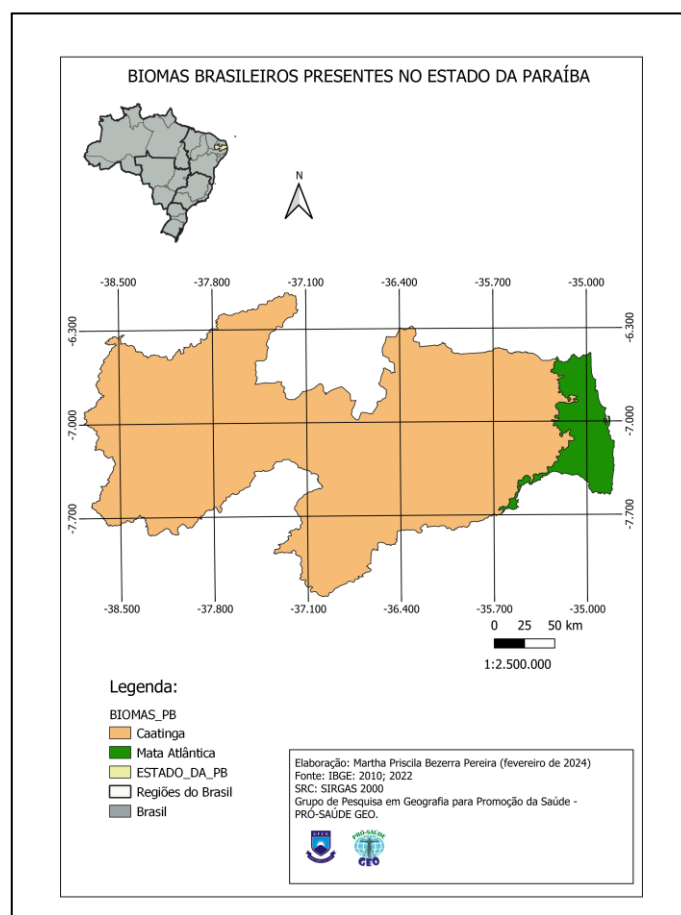 BIOMAS BRASILEIROS PRESENTES NO ESTADO DA PARAÍBA
N
-38.500 -37.800 -37.100 -36.400 -35.700 -35.000
-6.300 -6.300
-7.000 -7.000
-7.700 -7.700
-38.500 -37.800 -37.100 -36.400 -35.700 -35.000
0 25 50 km
1:2.500.000
Legenda:
BIOMAS_PB
Caatinga
Mata Atlântica
ESTADO_DA_PB
Regiões do Brasil
Brasil
Elaboração: Martha Priscila Bezerra Pereira (fevereiro de 2024)
Fonte: IBGE: 2010; 2022
SRC: SIRGAS 2000
Grupo de Pesquisa em Geografia para Promoção da Saúde -
PRÓ-SAÚDE GEO.
UFCG
PRÓ-SAÚDE
GEO